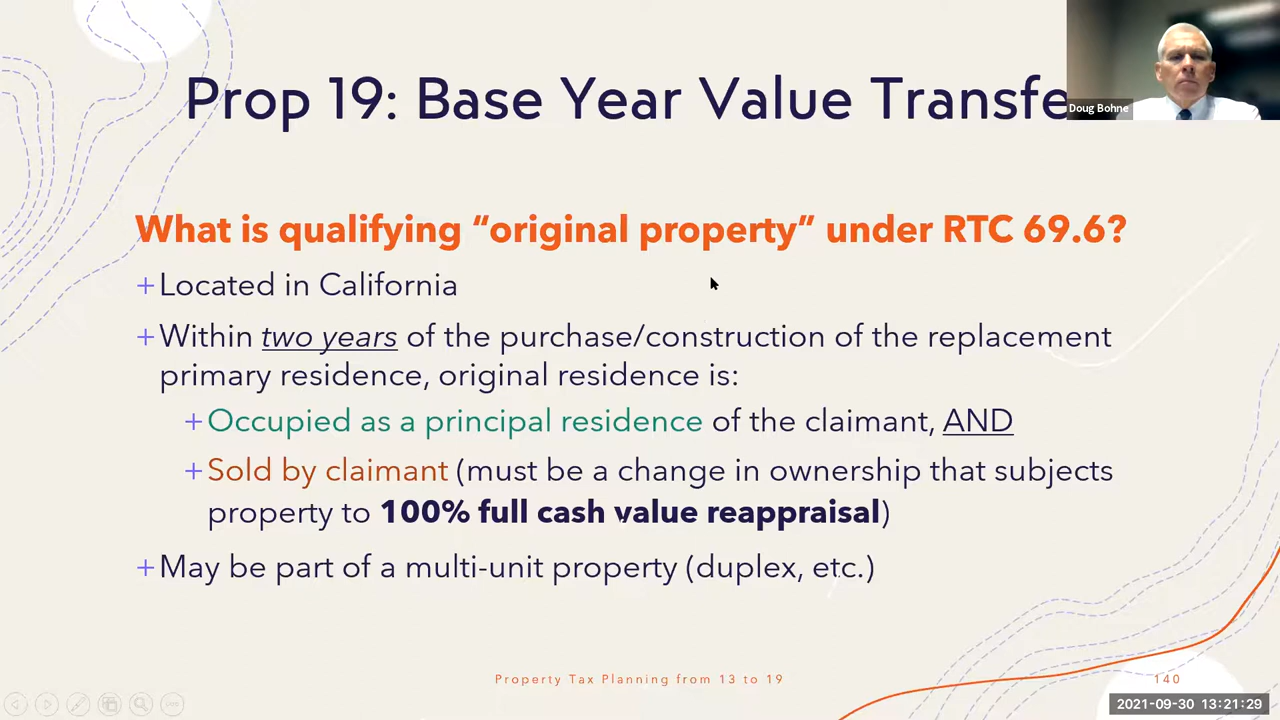 Prop 19: Base Year Value Transfe
Doug Bohne
What is qualifying “original property” under RTC 69.6?
+Located in California
+Within two years of the purchase/construction of the replacement
primary residence, original residence is:
+Occupied as a principal residence of the claimant, AND
+Sold by claimant (must be a change in ownership that subjects
property to 100% full cash value reappraisal)
+May be part of a multi-unit property (duplex, etc.)
Property Tax Planning from 13 to 19
140
2021-09-30 13:21:29